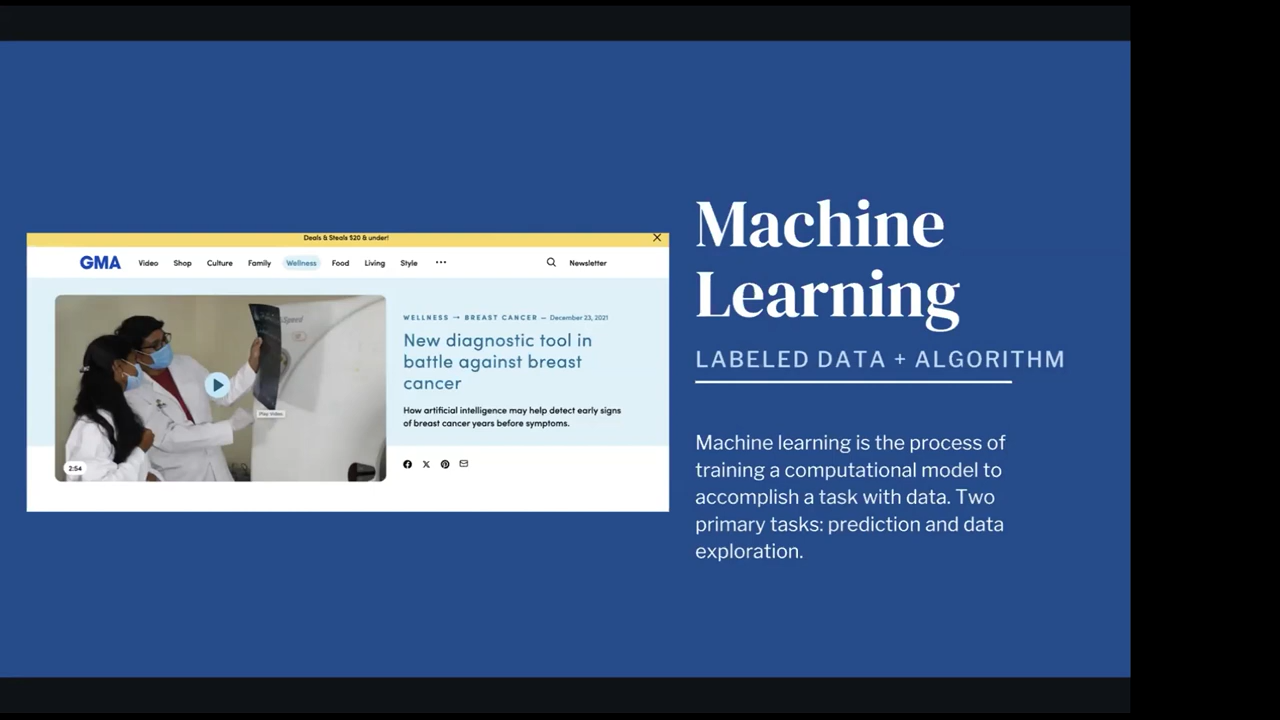 Deals & Steals $20 & under!
GMA Video Shop Culture Family Wellness Food Living Style ••• Newsletter
WELLNESS → BREAST CANCER — December 23, 2021
New diagnostic tool in
battle against breast
cancer
How artificial intelligence may help detect early signs
of breast cancer years before symptoms.
Play Video
2:54
Machine
Learning
LABELED DATA + ALGORITHM
Machine learning is the process of
training a computational model to
accomplish a task with data. Two
primary tasks: prediction and data
exploration.